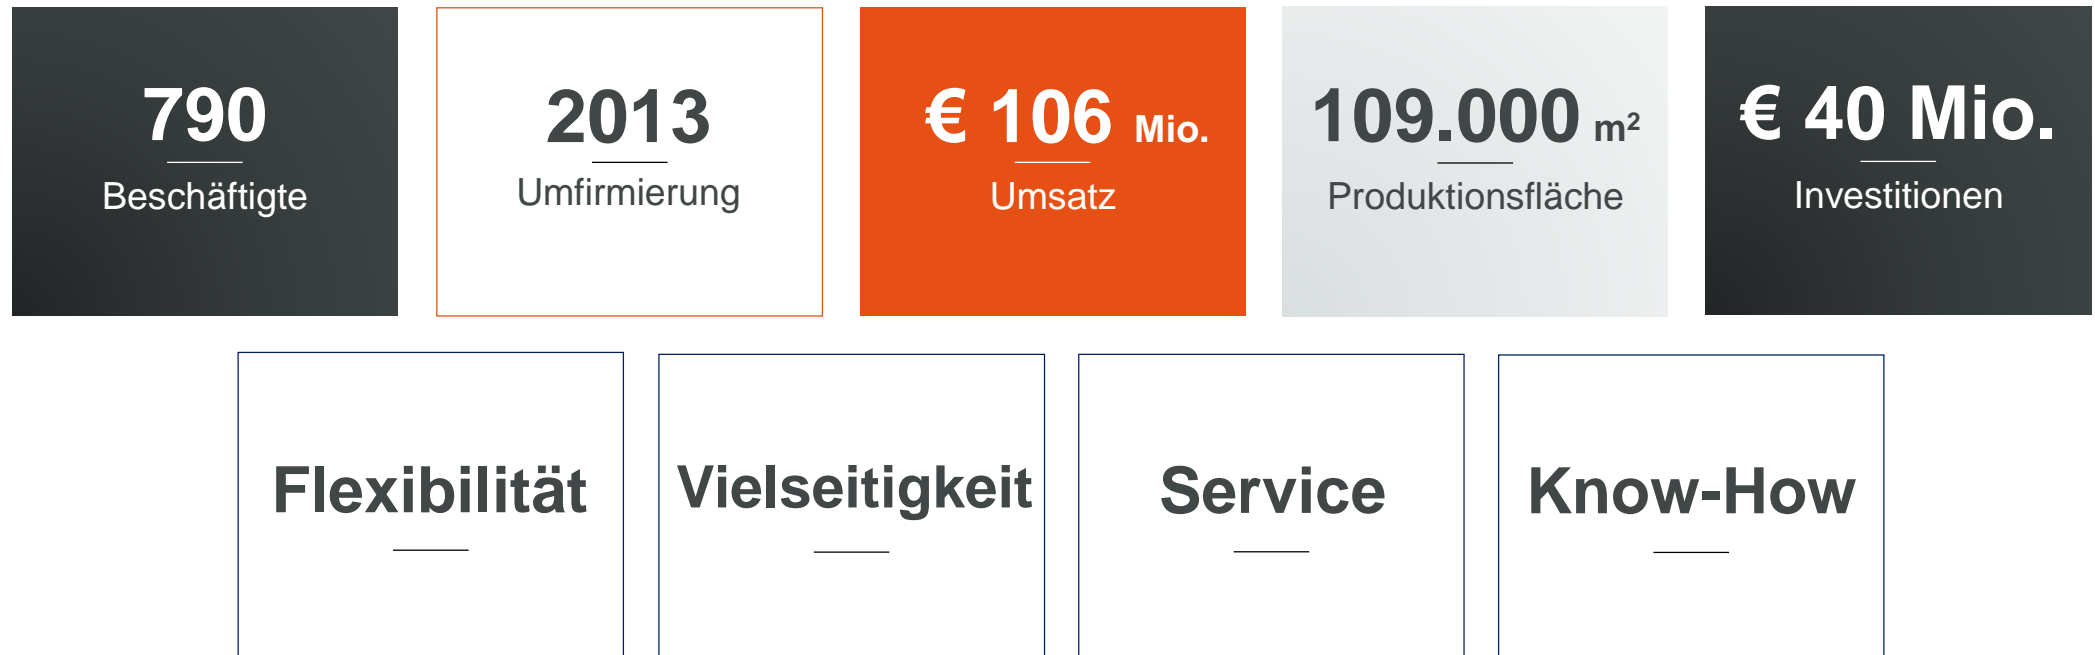 790
Beschäftigte
2013
Umfirmierung
€ 106 Mio.
Umsatz
109.000 m²
Produktionsfläche
€ 40 Mio.
Investitionen
Flexibilität
Vielseitigkeit
Service
Know-How